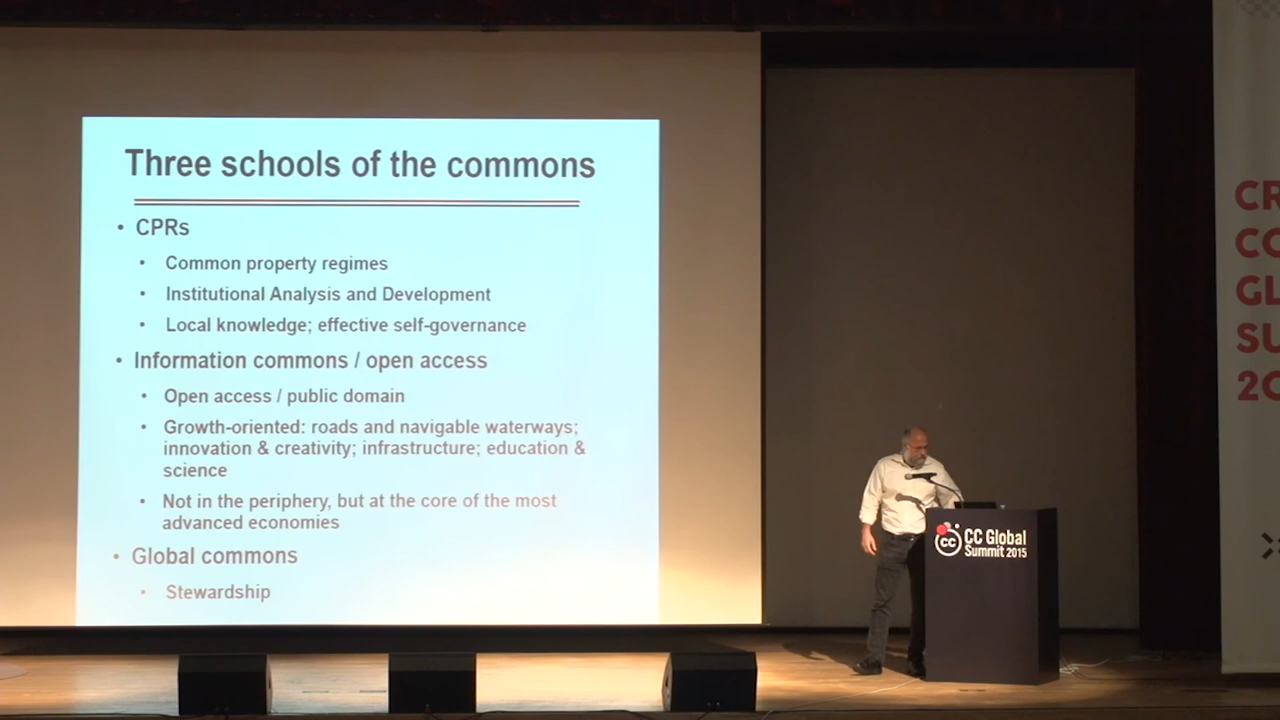 Three schools of the commons
• CPRs
• Common property regimes
• Institutional Analysis and Development
• Local knowledge; effective self-governance
• Information commons / open access
• Open access / public domain
• Growth-oriented: roads and navigable waterways;
innovation & creativity; infrastructure; education &
science
• Not in the periphery, but at the core of the most
advanced economies
• Global commons
• Stewardship
CC
CC Global
Summit 2015
CR
CO
GL
SU
20